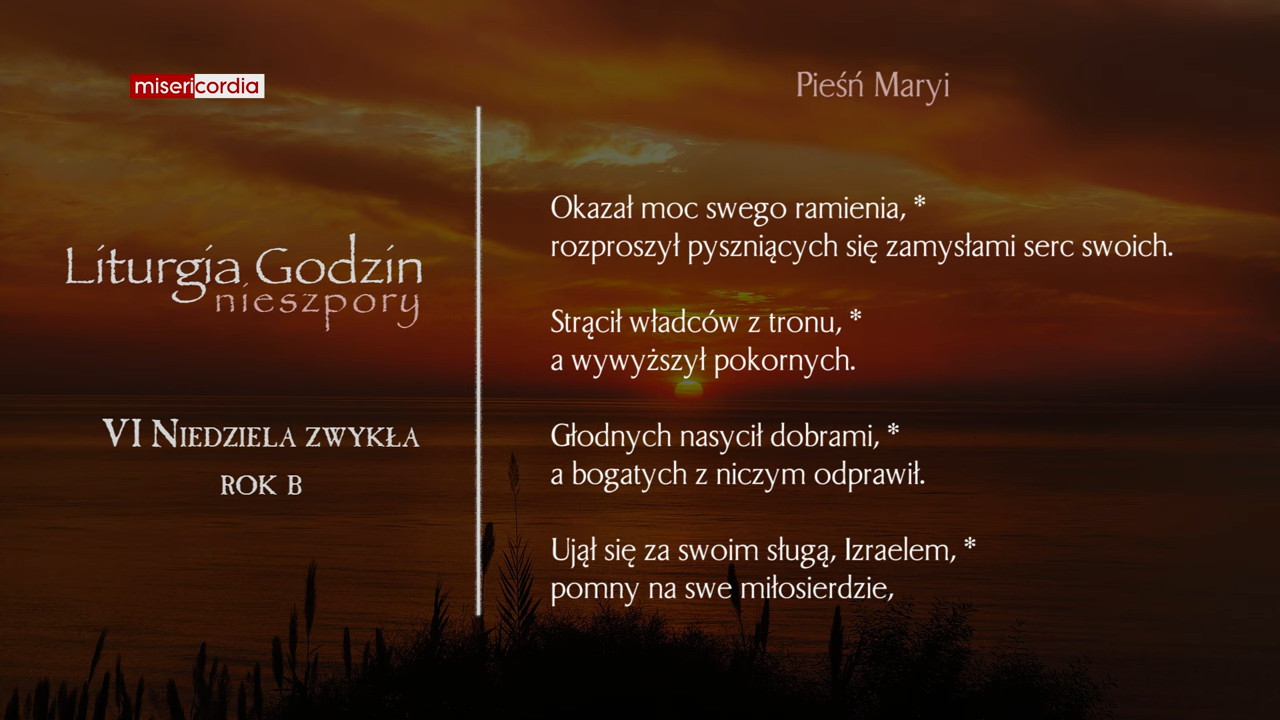 misericordia
Liturgia Godzin
nieszpory
VI Niedziela zwykła
rok B
Pieśń Maryi
Okazał moc swego ramienia, *
rozproszył pyszniących się zamysłami serc swoich.
Strącił władców z tronu, *
a wywyższył pokornych.
Głodnych nasycił dobrami, *
a bogatych z niczym odprawił.
Ujął się za swoim sługą, Izraelem, *
pomny na swe miłosierdzie,